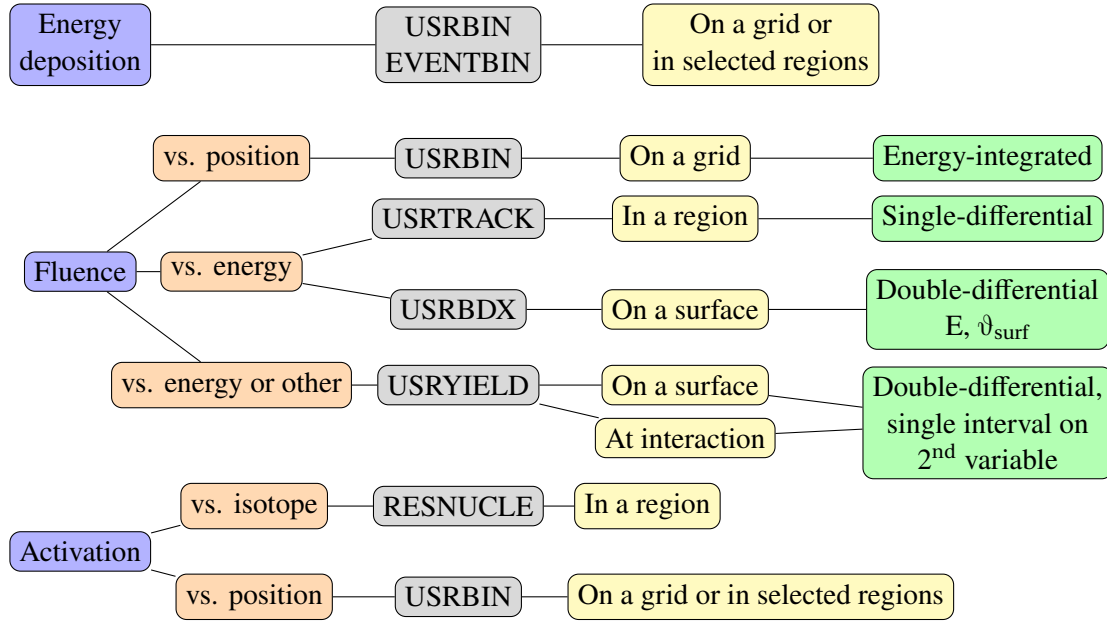 Energy
deposition
USRBIN
EVENTBIN
On a grid or
in selected regions
vs. position
USRBIN
On a grid
Energy-integrated
USRTRACK
In a region
Single-differential
Fluence
vs. energy
USRBDX
On a surface
Double-differential
E, ϑsurf
vs. energy or other
USRYIELD
On a surface
At interaction
Double-differential,
single interval on
2nd variable
vs. isotope
RESNUCLE
In a region
Activation
vs. position
USRBIN
On a grid or in selected regions